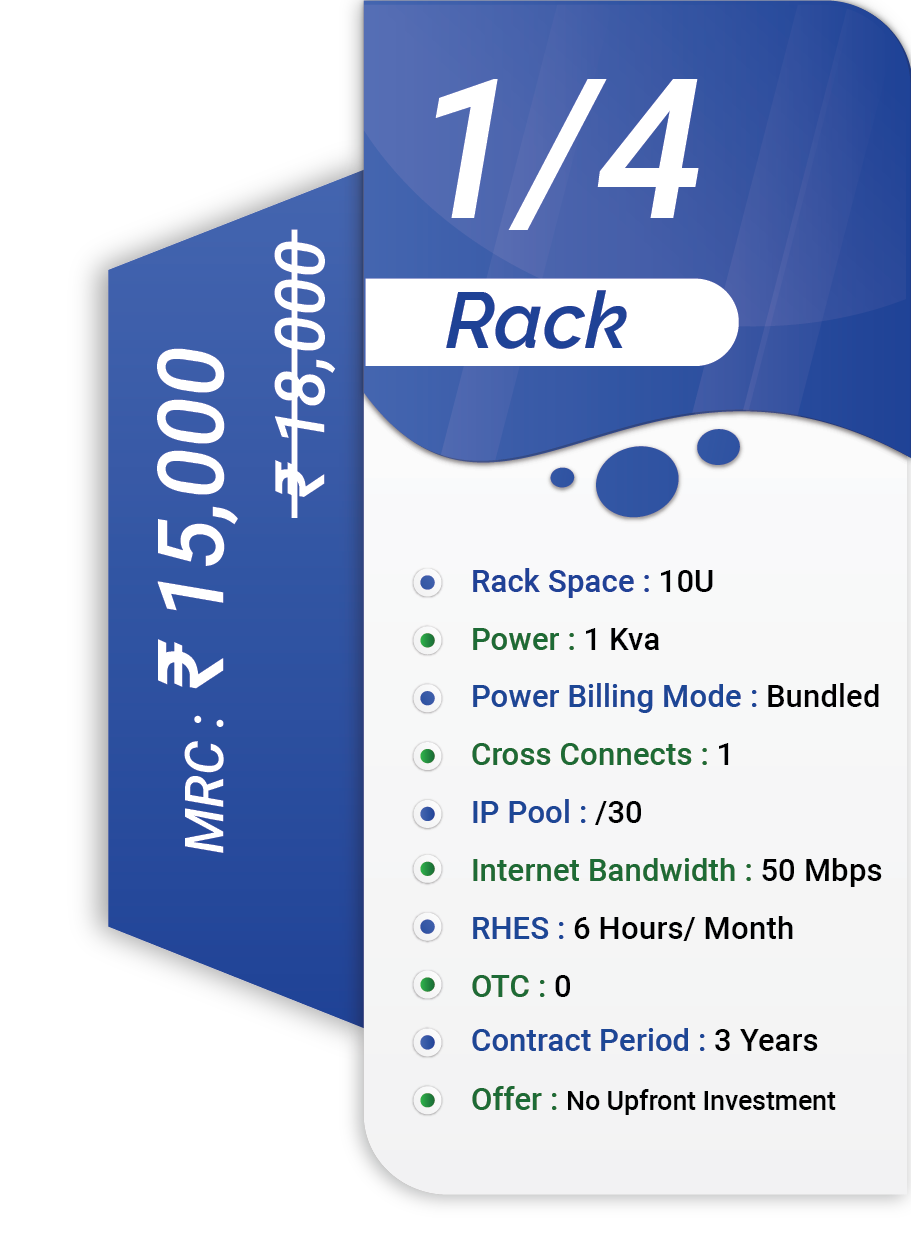 1/4
Rack
₹ 18,000
MRC : ₹ 15,000
Rack Space : 10U
Power : 1 Kva
Power Billing Mode : Bundled
Cross Connects : 1
IP Pool : /30
Internet Bandwidth : 50 Mbps
RHES : 6 Hours/ Month
OTC : 0
Contract Period : 3 Years
Offer : No Upfront Investment